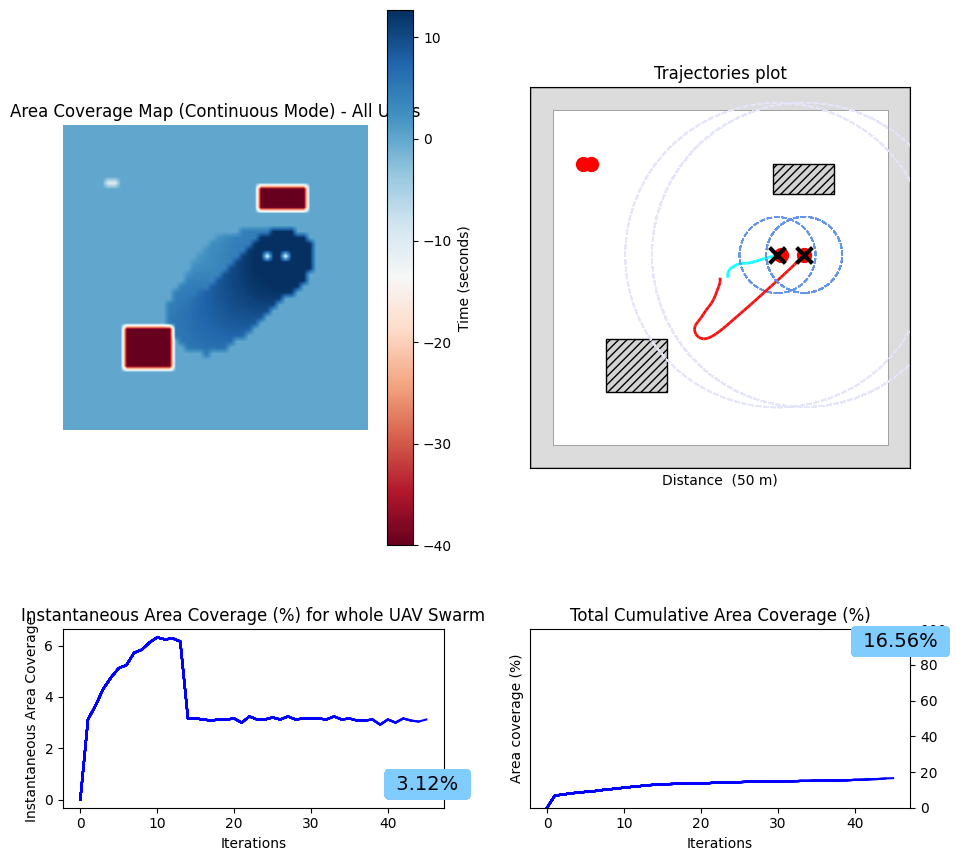 Area Coverage Map (Continuous Mode) - All
10
0
−10
−20
−30
−40
Time (seconds)
Trajectories plot
Distance (50 m)
Instantaneous Area Coverage (%) for whole UAV Swarm
Instantaneous Area Coverage
6
4
2
0
3.12%
0
10
20
30
40
Iterations
Total Cumulative Area Coverage (%)
Area coverage (%)
16.56%
80
60
40
20
0
0
10
20
30
40
Iterations